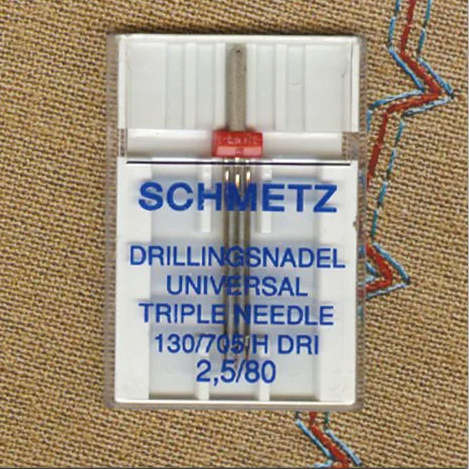 SCHMETZ
DRILLINGSNADEL
UNIVERSAL
TRIPLE NEEDLE
130/705 H DRI
2,5/80